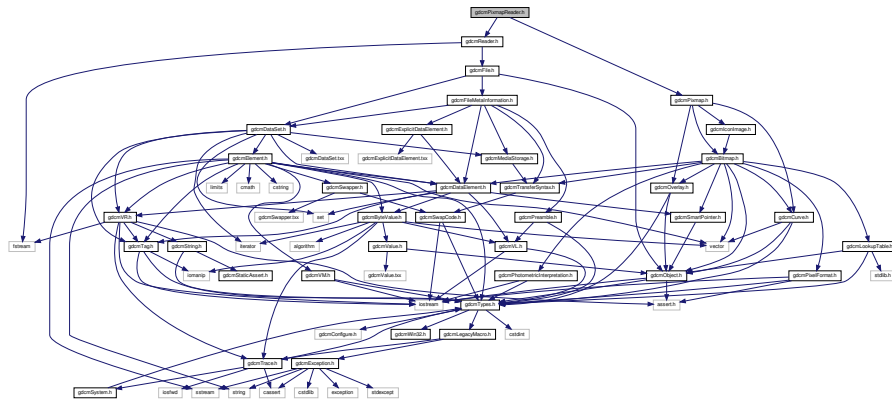 gdcmPixmapReader.h
gdcmReader.h
gdcmFile.h
gdcmFileMetaInformation.h
gdcmPixmap.h
gdcmDataSet.h
gdcmExplicitDataElement.h
gdcmIconImage.h
gdcmElement.h
gdcmDataSet.txx
gdcmExplicitDataElement.txx
gdcmMediaStorage.h
gdcmBitmap.h
limits
cmath
cstring
gdcmSwapper.h
gdcmDataElement.h
gdcmTransferSyntax.h
gdcmOverlay.h
gdcmVR.h
gdcmSwapper.txx
set
gdcmByteValue.h
gdcmSwapCode.h
gdcmPreamble.h
gdcmSmartPointer.h
gdcmCurve.h
fstream
gdcmTag.h
gdcmString.h
iterator
algorithm
gdcmValue.h
gdcmVL.h
vector
gdcmLookupTable.h
iomanip
gdcmStaticAssert.h
gdcmVM.h
gdcmValue.txx
gdcmPhotometricInterpretation.h
gdcmObject.h
gdcmPixelFormat.h
stdlib.h
iostream
gdcmTypes.h
assert.h
gdcmConfigure.h
gdcmWin32.h
gdcmLegacyMacro.h
cstdint
gdcmTrace.h
gdcmException.h
gdcmSystem.h
iosfwd
sstream
string
cassert
cstdlib
exception
stdexcept